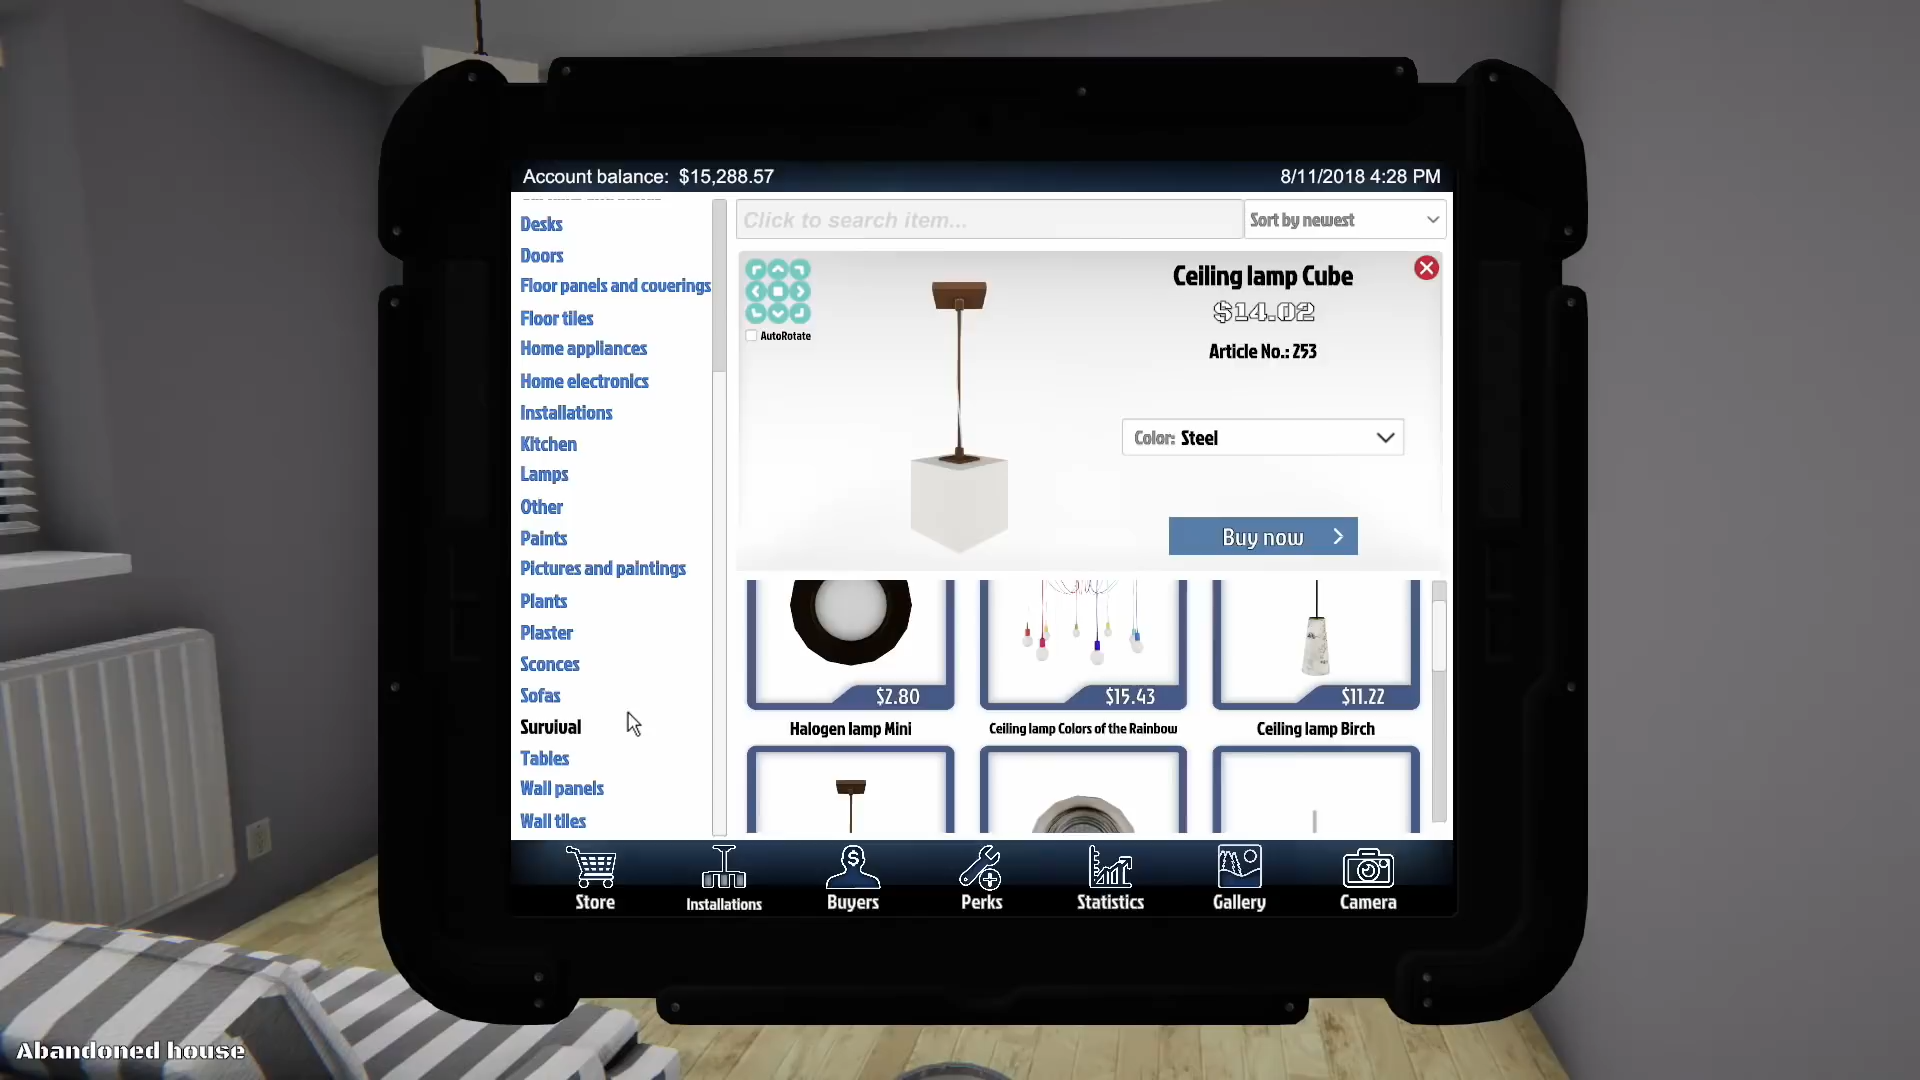 Account balance: $15,288.57
8/11/2018 4:28 PM
Click to search item...
Sort by newest
Desks
Doors
Floor panels and coverings
Floor tiles
Home appliances
Home electronics
Installations
Kitchen
Lamps
Other
Paints
Pictures and paintings
Plants
Plaster
Sconces
Sofas
Survival
Tables
Wall panels
Wall tiles
AutoRotate
Ceiling lamp Cube
$14.02
Article No.: 253
Color: Steel
Buy now
$2.80
$15.43
$11.22
Halogen lamp Mini
Ceiling lamp Colors of the Rainbow
Ceiling lamp Birch
Store
Installations
Buyers
Perks
Statistics
Gallery
Camera
Abandoned house